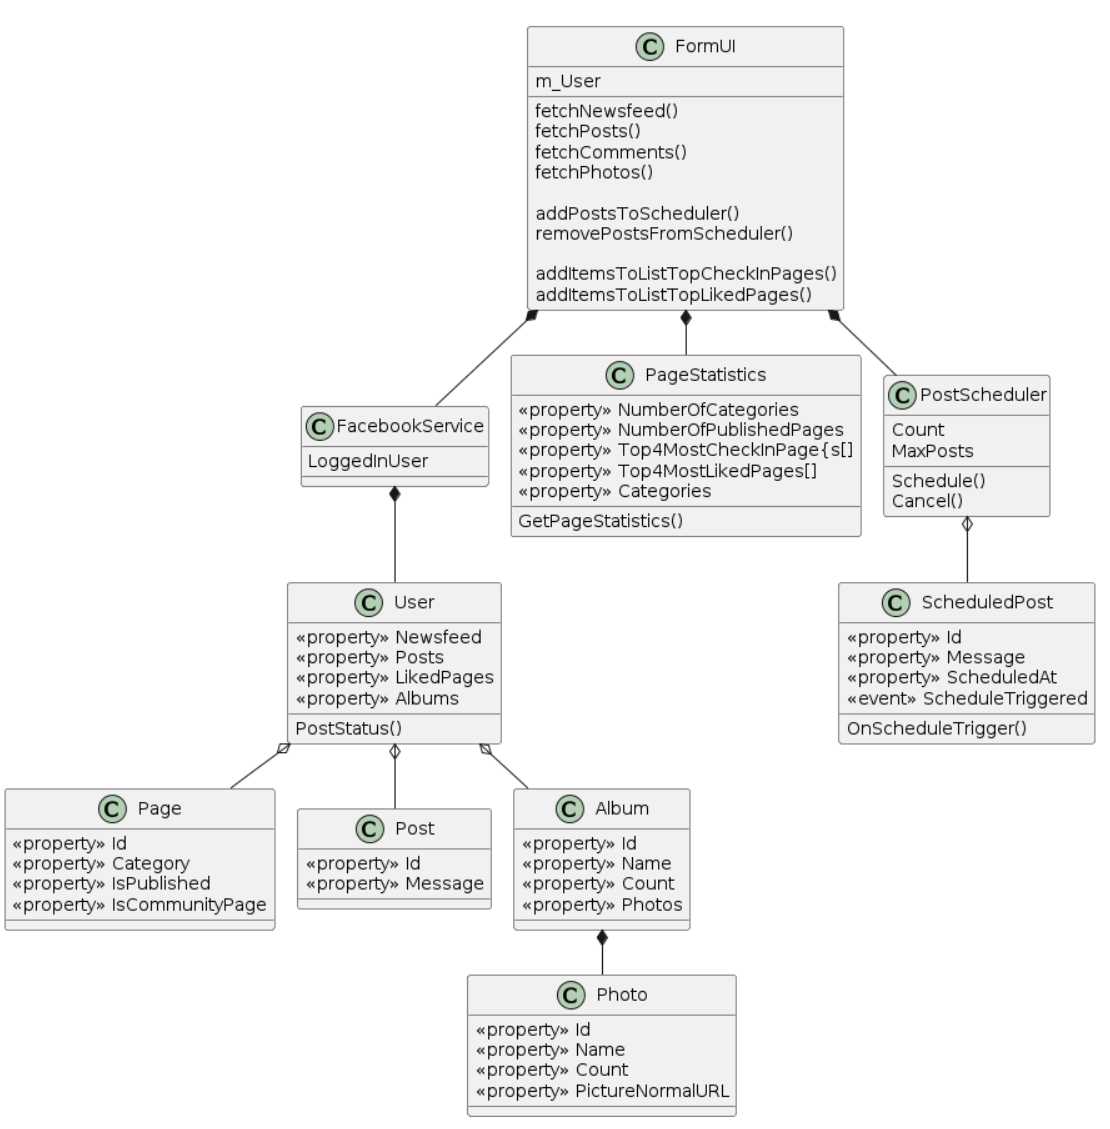 C FormUI
m_User
fetchNewsfeed()
fetchPosts()
fetchComments()
fetchPhotos()
addPostsToScheduler()
removePostsFromScheduler()
addItemsToListTopCheckInPages()
addItemsToListTopLikedPages()
C FacebookService
LoggedInUser
C PageStatistics
«property» NumberOfCategories
«property» NumberOfPublishedPages
«property» Top4MostCheckInPage{s[]
«property» Top4MostLikedPages[]
«property» Categories
GetPageStatistics()
C PostScheduler
Count
MaxPosts
Schedule()
Cancel()
C User
«property» Newsfeed
«property» Posts
«property» LikedPages
«property» Albums
PostStatus()
C ScheduledPost
«property» Id
«property» Message
«property» ScheduledAt
«event» ScheduleTriggered
OnScheduleTrigger()
C Page
«property» Id
«property» Category
«property» IsPublished
«property» IsCommunityPage
C Post
«property» Id
«property» Message
C Album
«property» Id
«property» Name
«property» Count
«property» Photos
C Photo
«property» Id
«property» Name
«property» Count
«property» PictureNormalURL